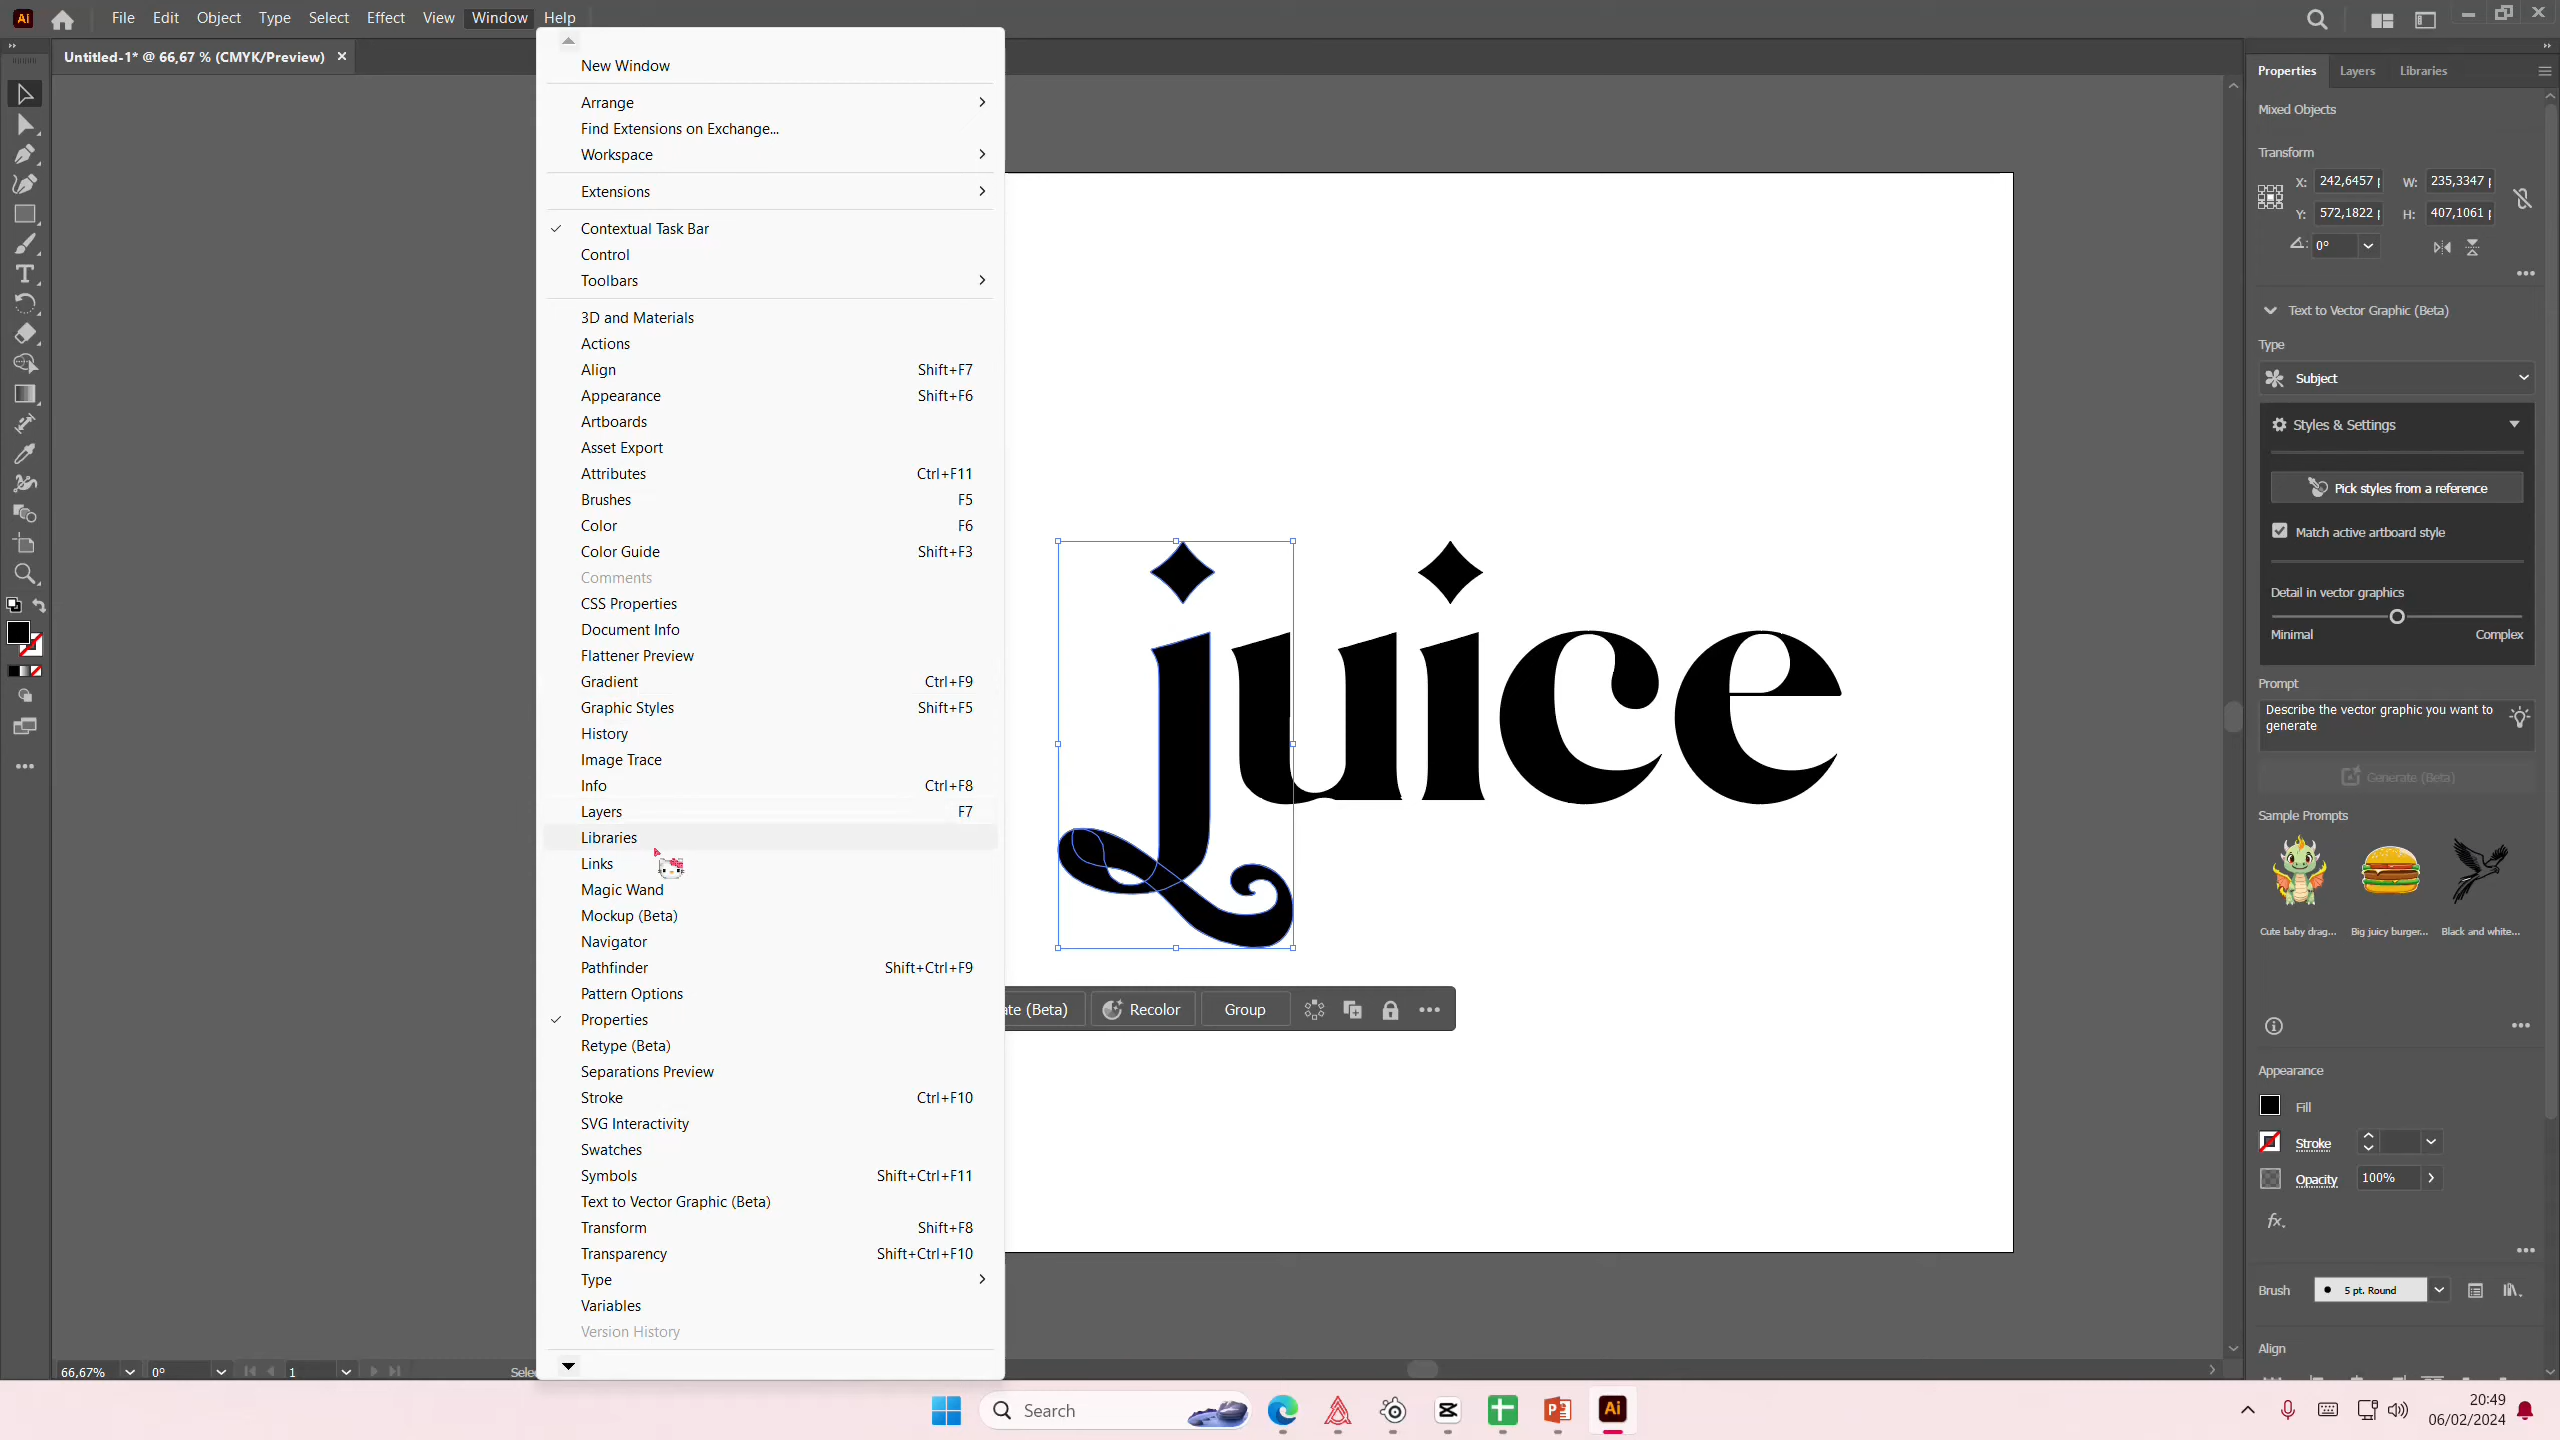 File Edit Object Type Select Effect View Window Help
Untitled-1* @ 66,67 % (CMYK/Preview)
New Window
Arrange
Find Extensions on Exchange...
Workspace
Extensions
Contextual Task Bar
Control
Toolbars
3D and Materials
Actions
Align Shift+F7
Appearance Shift+F6
Artboards
Asset Export
Attributes Ctrl+F11
Brushes F5
Color F6
Color Guide Shift+F3
Comments
CSS Properties
Document Info
Flattener Preview
Gradient Ctrl+F9
Graphic Styles Shift+F5
History
Image Trace
Info Ctrl+F8
Layers F7
Libraries
Links
Magic Wand
Mockup (Beta)
Navigator
Pathfinder Shift+Ctrl+F9
Pattern Options
Properties
Retype (Beta)
Separations Preview
Stroke Ctrl+F10
SVG Interactivity
Swatches
Symbols Shift+Ctrl+F11
Text to Vector Graphic (Beta)
Transform Shift+F8
Transparency Shift+Ctrl+F10
Type
Variables
Version History
juice
(Beta) Recolor Group
Properties Layers Libraries
Mixed Objects
Transform
X: 242,6457 W: 235,3347
Y: 572,1822 H: 407,1061
0°
Text to Vector Graphic (Beta)
Type
Subject
Styles & Settings
Pick styles from a reference
Match active artboard style
Detail in vector graphics
Minimal Complex
Prompt
Describe the vector graphic you want to
generate
Generate (Beta)
Sample Prompts
Cute baby drag... Big juicy burger... Black and white...
Appearance
Fill
Stroke
Opacity 100%
fx.
Brush 5 pt. Round
Align
66,67% 0° 1
Search
20:49
06/02/2024